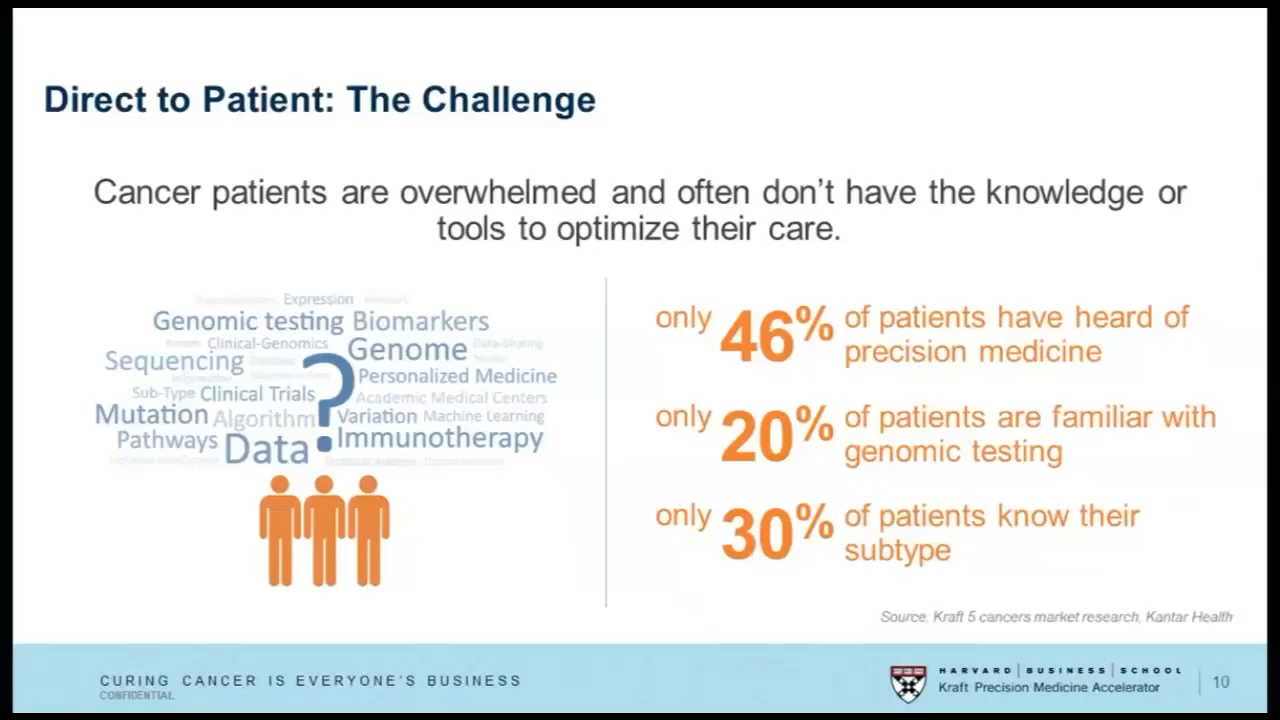 Direct to Patient: The Challenge
Cancer patients are overwhelmed and often don't have the knowledge or
tools to optimize their care.
Expression
Genomic testing Biomarkers
Clinical-Genomics
Genome
Data-Sharing
Sequencing
?
Personalized Medicine
Sub-Type Clinical Trials
Academic Medical Centers
Mutation Algorithm
Variation Machine Learning
Pathways
Data
Immunotherapy
only 46% of patients have heard of
precision medicine
only 20% of patients are familiar with
genomic testing
only 30% of patients know their
subtype
Source: Kraft 5 cancers market research, Kantar Health
CURING CANCER IS EVERYONE'S BUSINESS
CONFIDENTIAL
HARVARD | BUSINESS | SCHOOL
Kraft Precision Medicine Accelerator
10